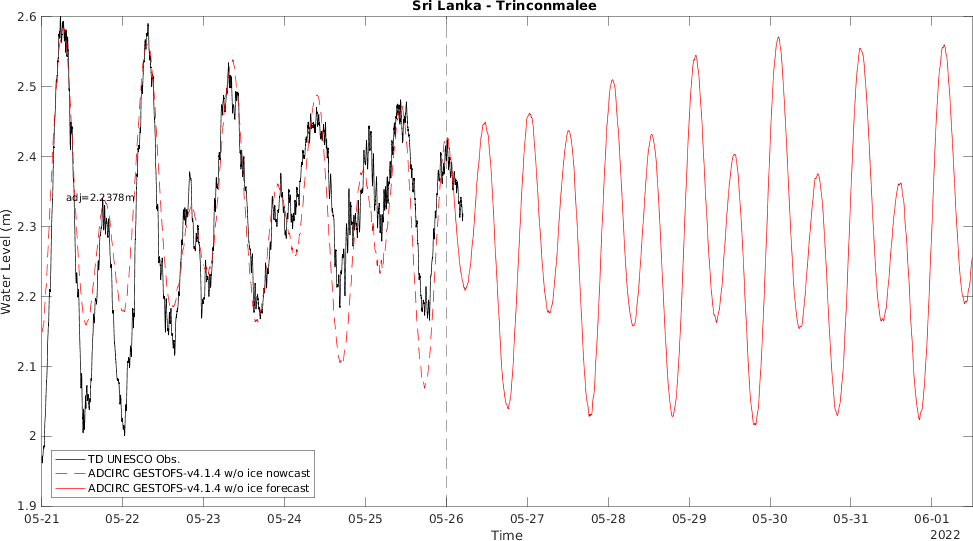 Sri Lanka - Trinconmalee
2.6
2.5
2.4
2.3
2.2
2.1
2
1.9
Water Level (m)
adj=2.2378m
TD UNESCO Obs.
ADCIRC GESTOFS-v4.1.4 w/o ice nowcast
ADCIRC GESTOFS-v4.1.4 w/o ice forecast
05-21 05-22 05-23 05-24 05-25 05-26 05-27 05-28 05-29 05-30 05-31 06-01
2022
Time